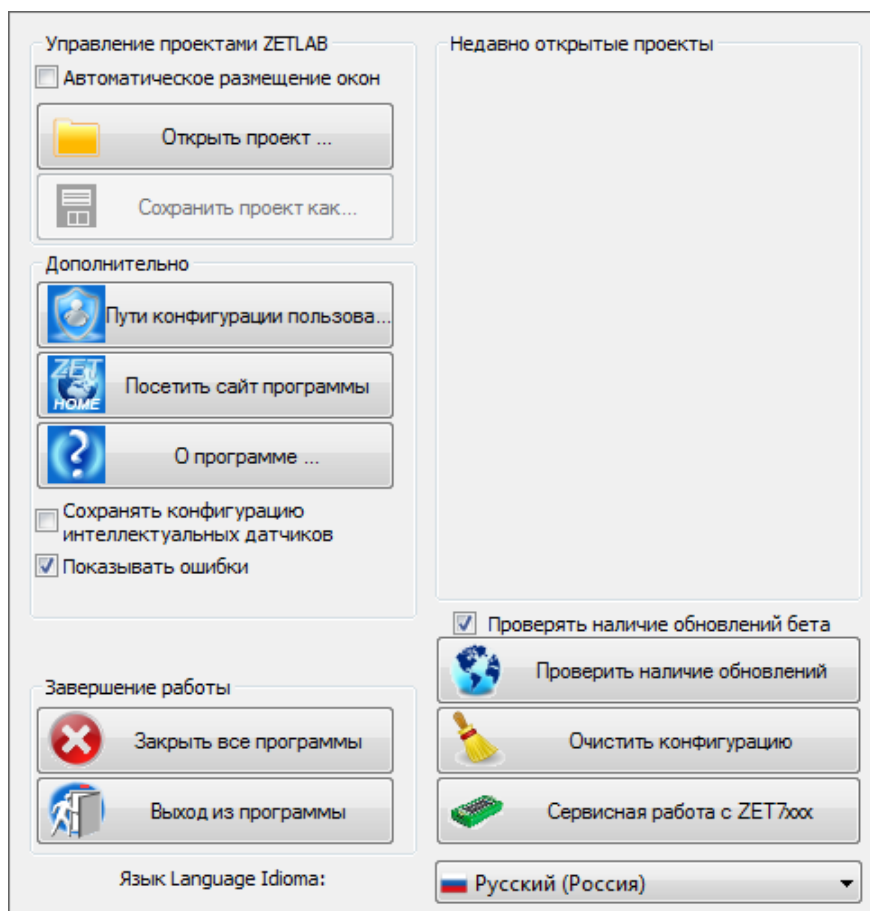 Управление проектами ZETLAB
Автоматическое размещение окон
Открыть проект ...
Сохранить проект как...
Дополнительно
Пути конфигурации пользова...
ZET
HOME
Посетить сайт программы
О программе ...
Сохранять конфигурацию
интеллектуальных датчиков
Показывать ошибки
Завершение работы
Закрыть все программы
Выход из программы
Язык Language Idioma:
Недавно открытые проекты
Проверять наличие обновлений бета
Проверить наличие обновлений
Очистить конфигурацию
Сервисная работа с ZET7xxx
Русский (Россия)